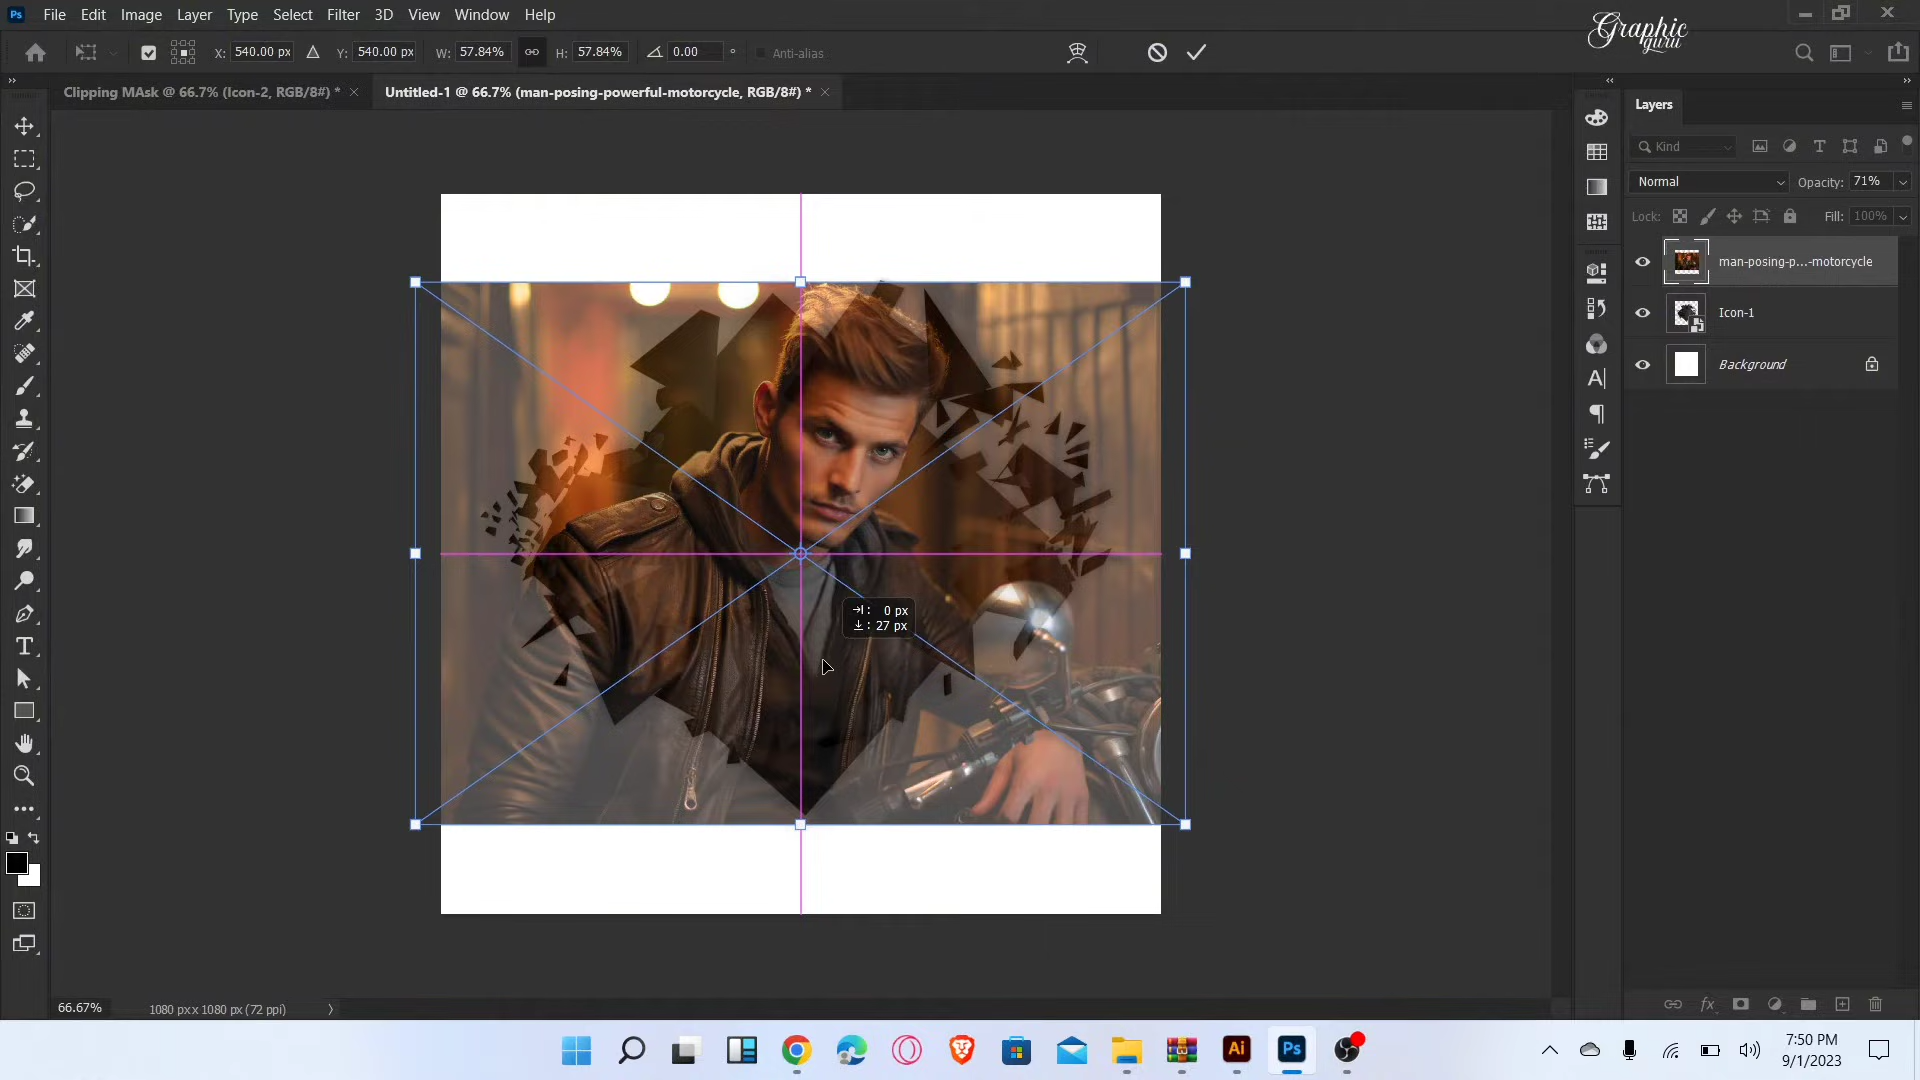 Ps File Edit Image Layer Type Select Filter 3D View Window Help
Graphic
guru
X: 540.00 px Y: 540.00 px W: 57.84% H: 57.84% 0.00 ° Anti-alias
Clipping MAsk @ 66.7% (Icon-2, RGB/8#) * ×
Untitled-1 @ 66.7% (man-posing-powerful-motorcycle, RGB/8#) * ×
Layers
Kind
Normal
Opacity: 71%
Lock:
Fill: 100%
man-posing-p...-motorcycle
Icon-1
Background
0 px
: 27 px
66.67%
1080 px x 1080 px (72 ppi)
Ai
Ps
7:50 PM
9/1/2023